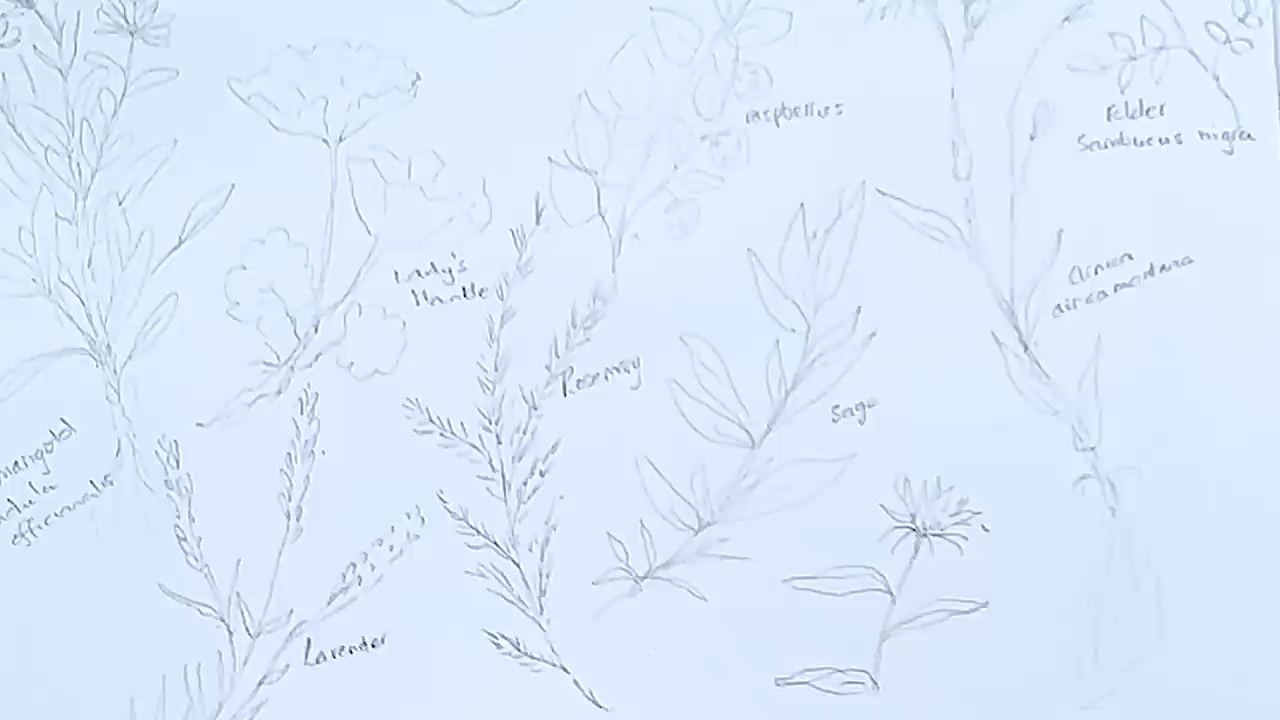 raspberries
elder
Sambucus nigra
Lady's
Mantle
arnica
Rosemary
Sage
marigold
officinalis
Lavender